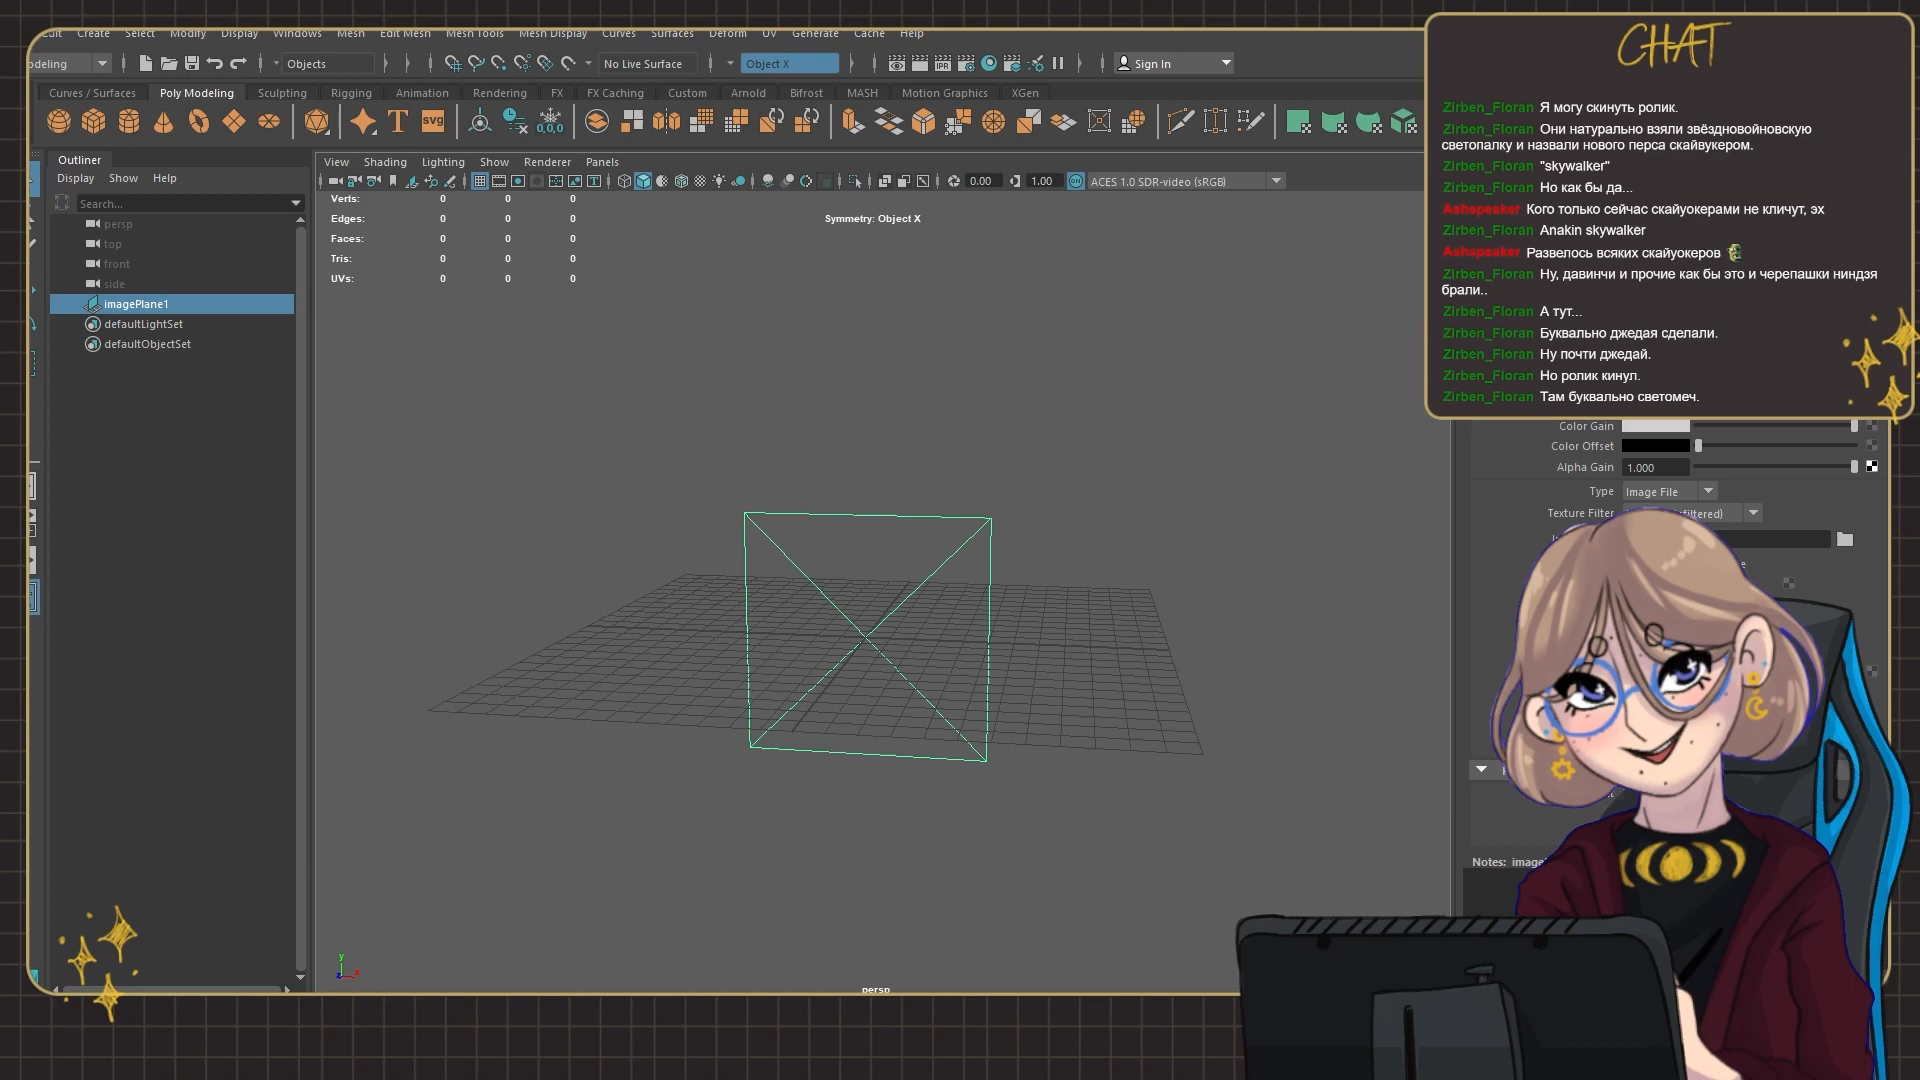 Create Select Modify Display Windows Mesh Edit Mesh Mesh Tools Mesh Display Curves Surfaces Deform UV Generate Cache Help
Objects No Live Surface Object X Sign In
Curves / Surfaces Poly Modeling Sculpting Rigging Animation Rendering FX FX Caching Custom Arnold Bifrost MASH Motion Graphics XGen
T svg 0,0,0 IPR
Outliner
Display Show Help
Search...
persp
top
front
side
imagePlane1
defaultLightSet
defaultObjectSet
View Shading Lighting Show Renderer Panels
0.00 1.00 ON ACES 1.0 SDR-video (sRGB)
Verts: 0 0 0
Edges: 0 0 0
Faces: 0 0 0
Tris: 0 0 0
UVs: 0 0 0
Symmetry: Object X
y
z x
persp
CHAT
Zirben_Floran Я могу скинуть ролик.
Zirben_Floran Они натурально взяли звёздновойновскую
светопалку и назвали нового перса скайвукером.
Zirben_Floran "skywalker"
Zirben_Floran Но как бы да...
Ashspeaker Кого только сейчас скайуокерами не кличут, эх
Zirben_Floran Anakin skywalker
Ashspeaker Развелось всяких скайуокеров
Zirben_Floran Ну, давинчи и прочие как бы это и черепашки ниндзя
брали..
Zirben_Floran А тут...
Zirben_Floran Буквально джедая сделали.
Zirben_Floran Ну почти джедай.
Zirben_Floran Но ролик кинул.
Zirben_Floran Там буквально светомеч.
Color Gain
Color Offset
Alpha Gain 1.000
Type Image File
Texture Filter
Notes: